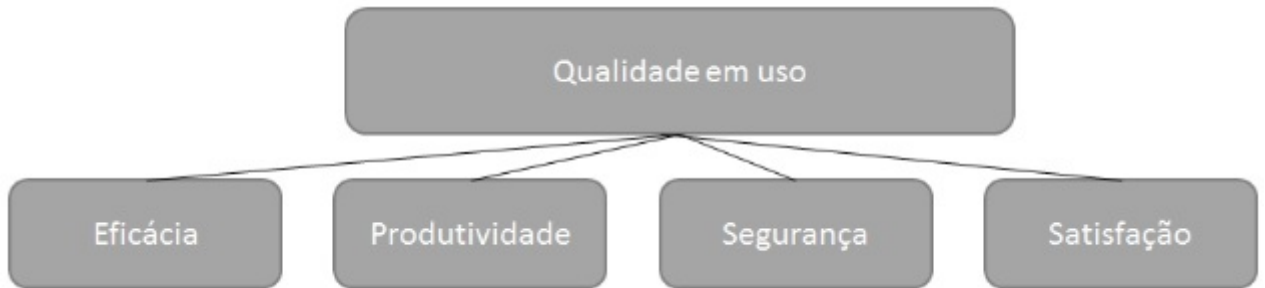 Qualidade em uso
Eficácia
Produtividade
Segurança
Satisfação